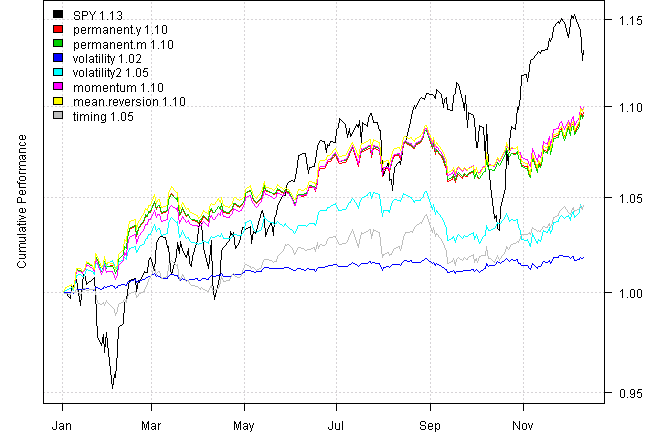 SPY 1.13
permanent.y 1.10
permanent.m 1.10
volatility 1.02
volatility2 1.05
momentum 1.10
mean.reversion 1.10
timing 1.05
Cumulative Performance
1.15
1.10
1.05
1.00
0.95
Jan Mar May Jul Sep Nov